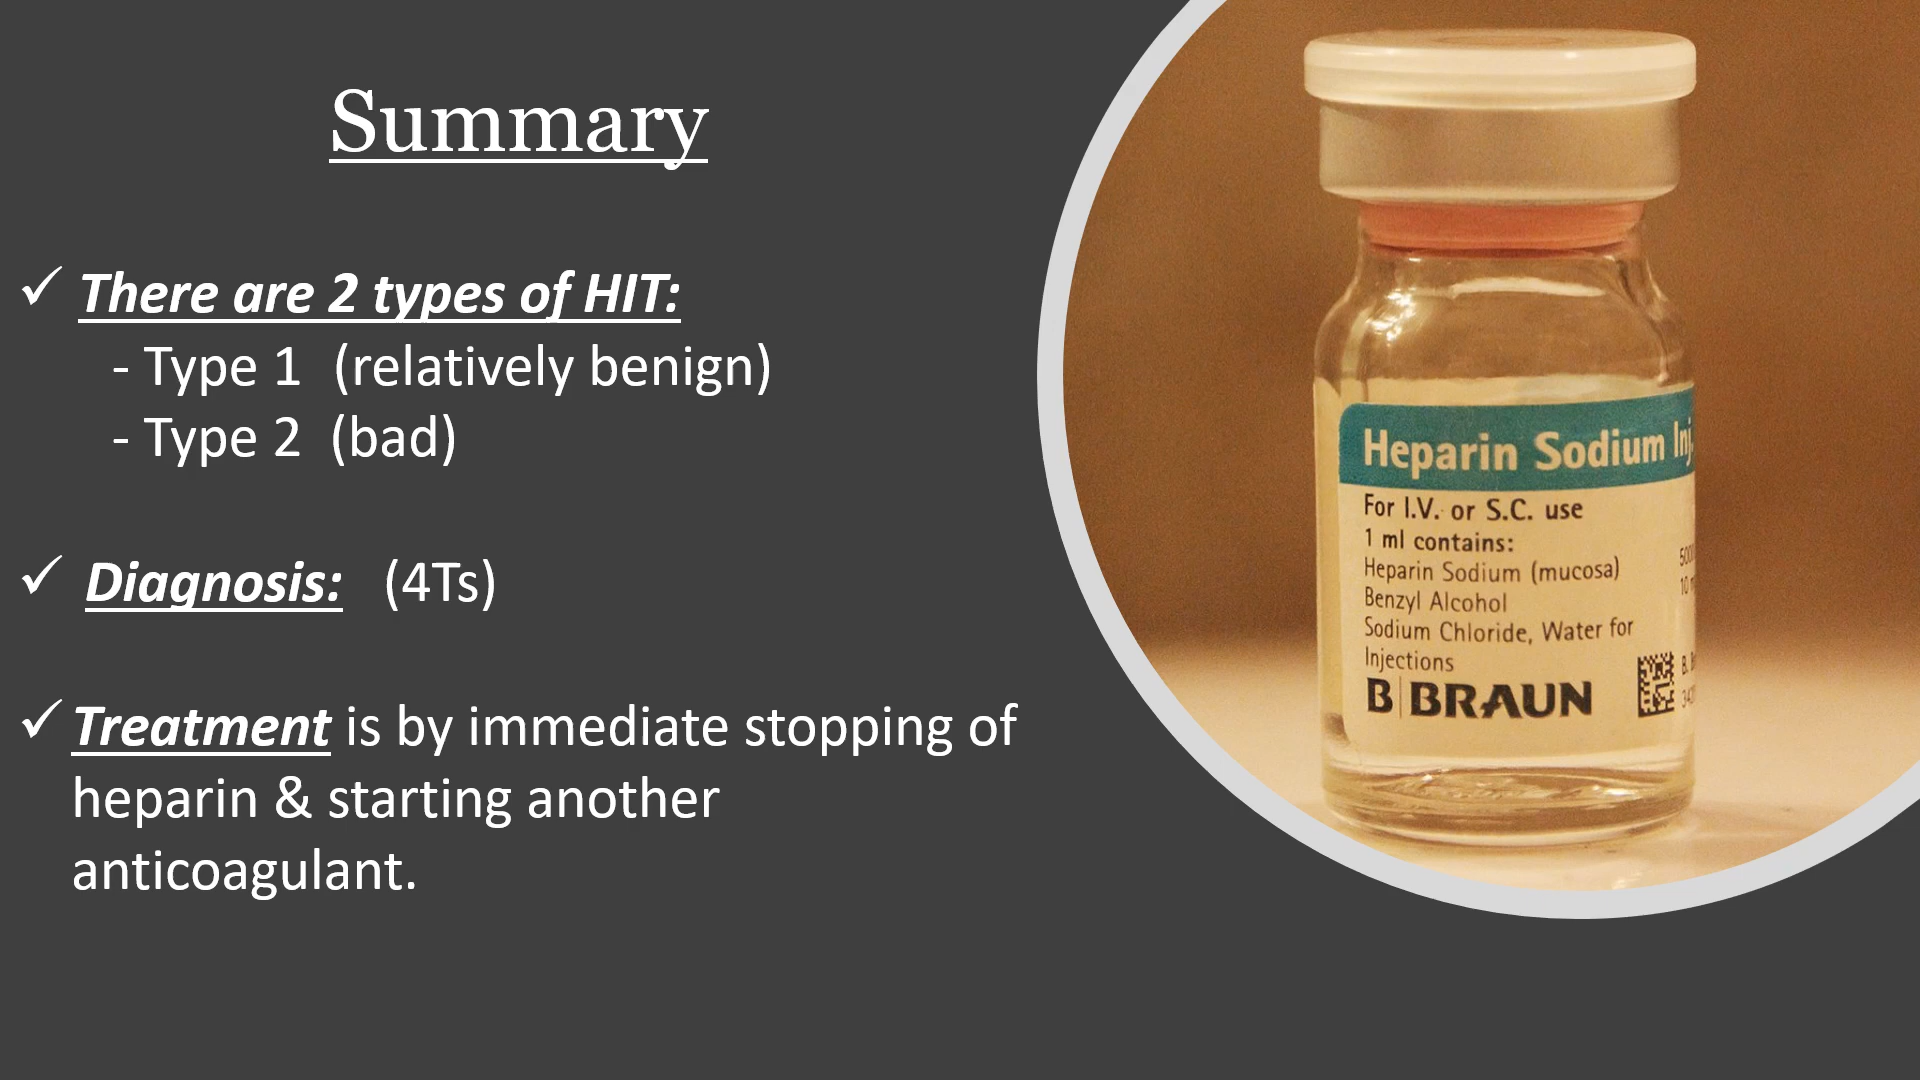 Summary
✓ There are 2 types of HIT:
- Type 1 (relatively benign)
- Type 2 (bad)
✓ Diagnosis: (4Ts)
✓ Treatment is by immediate stopping of
heparin & starting another
anticoagulant.
Heparin Sodium Inj.
For I.V. or S.C. use
1 ml contains:
Heparin Sodium (mucosa)
Benzyl Alcohol
Sodium Chloride, Water for
Injections
B|BRAUN